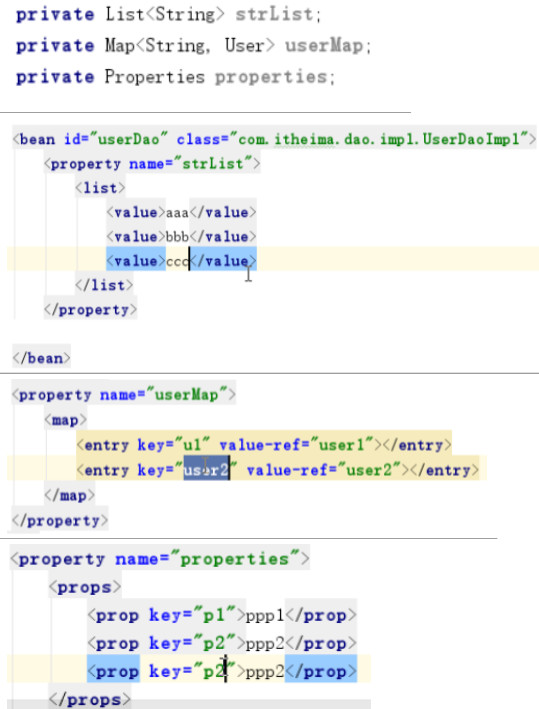 private List<String> strList;
private Map<String, User> userMap;
private Properties properties;
<bean id="userDao" class="com.itheima.dao.impl.UserDaoImpl">
<property name="strList">
<list>
<value>aaa</value>
<value>bbb</value>
<value>ccc</value>
</list>
</property>
</bean>
<property name="userMap">
<map>
<entry key="u1" value-ref="user1"></entry>
<entry key="user2" value-ref="user2"></entry>
</map>
</property>
<property name="properties">
<props>
<prop key="p1">ppp1</prop>
<prop key="p2">ppp2</prop>
<prop key="p2">ppp2</prop>
</props>